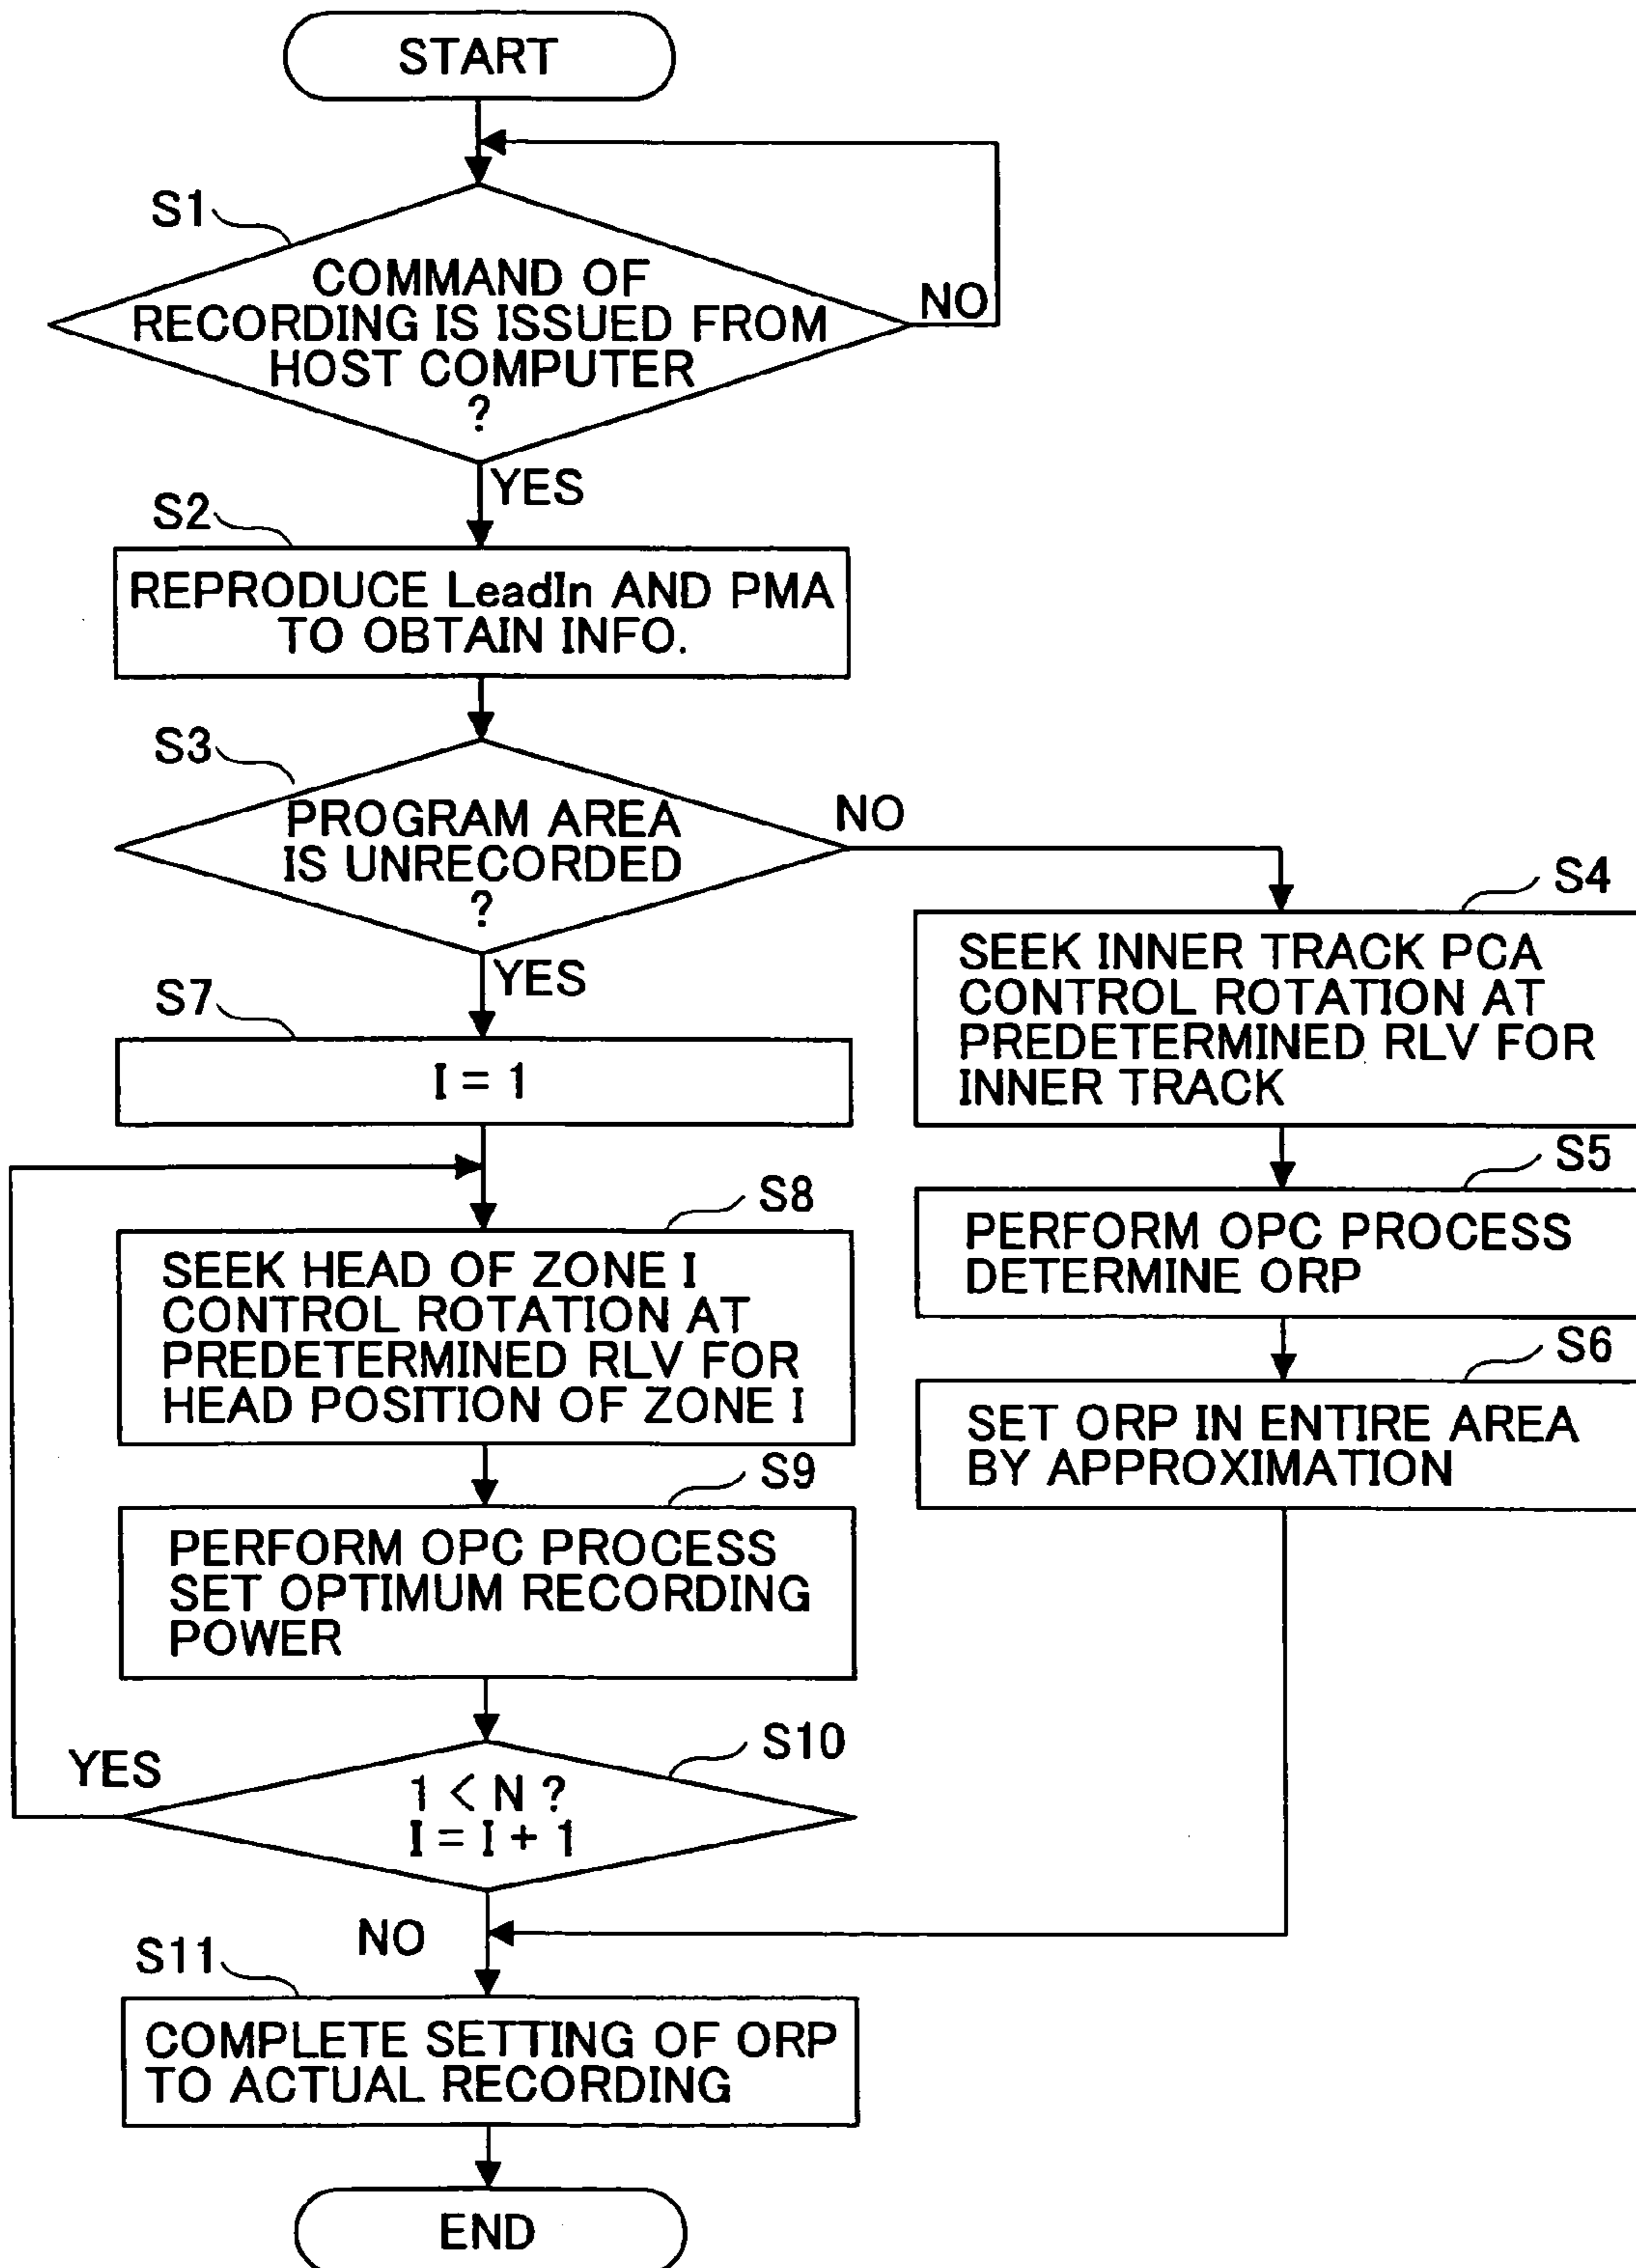 START
S1
COMMAND OF
RECORDING IS ISSUED FROM
HOST COMPUTER
?
NO
YES
S2
REPRODUCE LeadIn AND PMA
TO OBTAIN INFO.
S3
PROGRAM AREA
IS UNRECORDED
?
NO
YES
S4
SEEK INNER TRACK PCA
CONTROL ROTATION AT
PREDETERMINED RLV FOR
INNER TRACK
S5
PERFORM OPC PROCESS
DETERMINE ORP
S6
SET ORP IN ENTIRE AREA
BY APPROXIMATION
S7
I = 1
S8
SEEK HEAD OF ZONE I
CONTROL ROTATION AT
PREDETERMINED RLV FOR
HEAD POSITION OF ZONE I
S9
PERFORM OPC PROCESS
SET OPTIMUM RECORDING
POWER
S10
YES
1 < N ?
I = I + 1
NO
S11
COMPLETE SETTING OF ORP
TO ACTUAL RECORDING
END